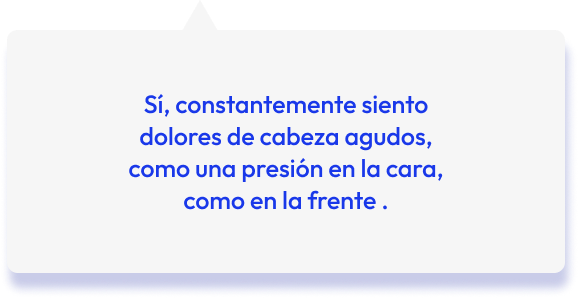 Sí, constantemente siento
dolores de cabeza agudos,
como una presión en la cara,
como en la frente .